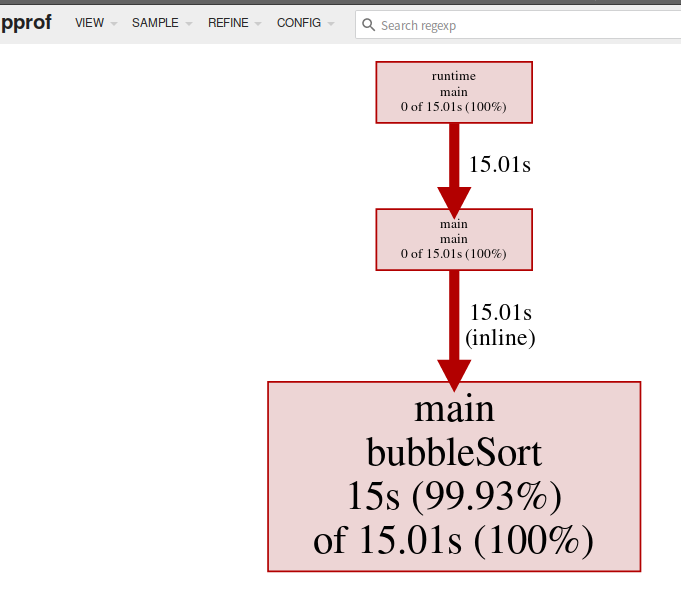 pprof VIEW SAMPLE REFINE CONFIG Search regexp
runtime
main
0 of 15.01s (100%)
15.01s
main
main
0 of 15.01s (100%)
15.01s
(inline)
main
bubbleSort
15s (99.93%)
of 15.01s (100%)